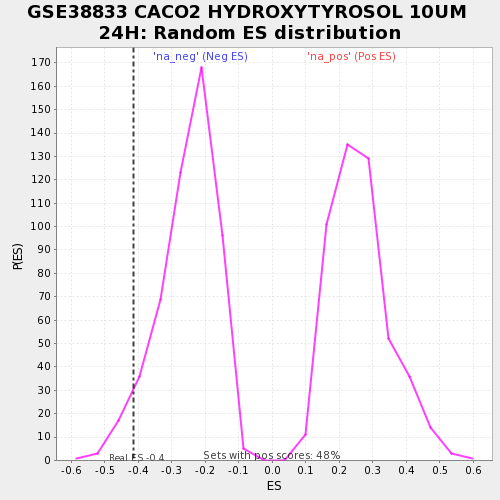 GSE38833 CACO2 HYDROXYTYROSOL 10UM
24H: Random ES distribution
'na_neg' (Neg ES) 'na_pos' (Pos ES)
170
160
150
140
130
120
110
100
90
80
70
60
50
40
30
20
10
0
P(ES)
Real ES -0.4 Sets with pos scores: 48%
-0.6 -0.5 -0.4 -0.3 -0.2 -0.1 0.0 0.1 0.2 0.3 0.4 0.5 0.6
ES